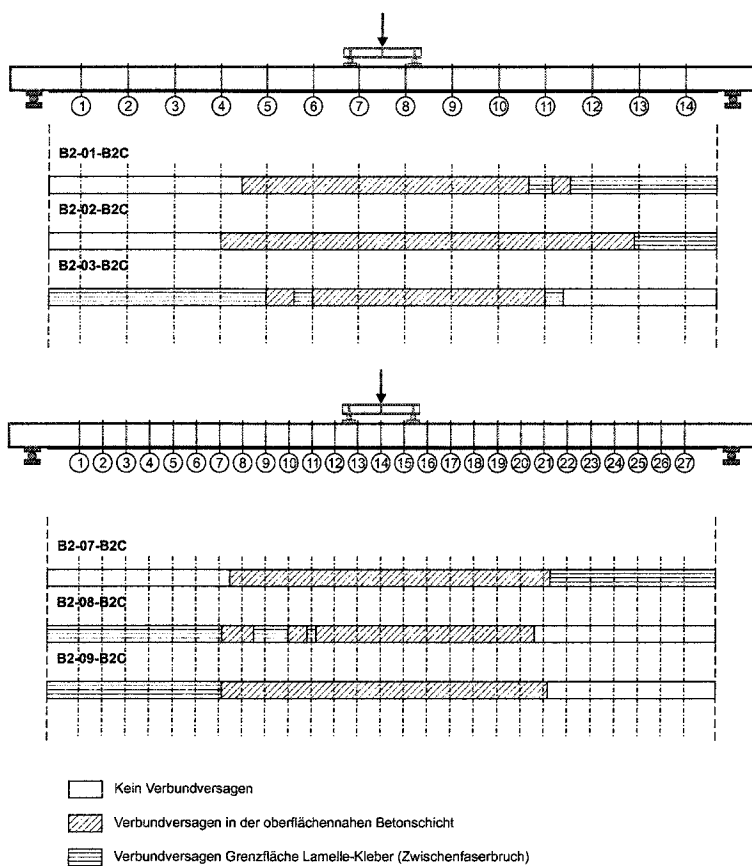 1 2 3 4 5 6 7 8 9 10 11 12 13 14
B2-01-B2C
B2-02-B2C
B2-03-B2C
1 2 3 4 5 6 7 8 9 10 11 12 13 14 15 16 17 18 19 20 21 22 23 24 25 26 27
B2-07-B2C
B2-08-B2C
B2-09-B2C
Kein Verbundversagen
Verbundversagen in der oberflächennahen Betonschicht
Verbundversagen Grenzfläche Lamelle-Kleber (Zwischenfaserbruch)